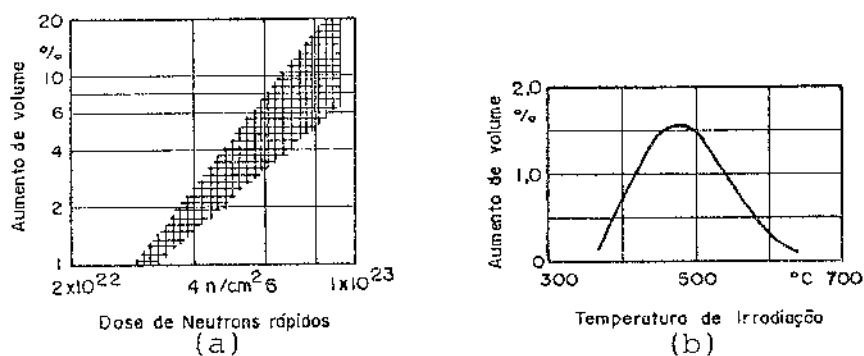 Aumento de volume
20
%
10
8
6
4
2
1
2x10²² 4 n/cm² 6 1x10²³
Dose de Neutrons rápidos
(a)
Aumento de volume
2,0
%
1,0
0
300 500 °C 700
Temperatura de Irradiação
(b)